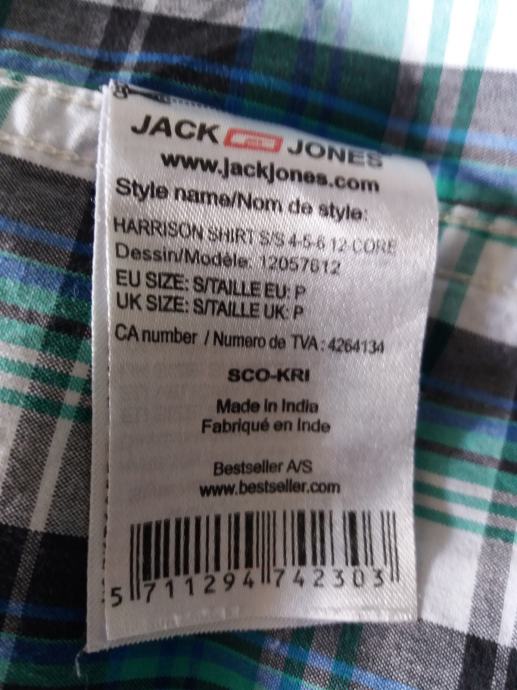 JACK JONES
www.jackjones.com
Style name/Nom de style:
HARRISON SHIRT S/S 4-5-6 12-CORE
Dessin/Modèle: 12057612
EU SIZE: S/TAILLE EU: P
UK SIZE: S/TAILLE UK: P
CA number / Numero de TVA : 4264134
SCO-KRI
Made in India
Fabriqué en Inde
Bestseller A/S
www.bestseller.com
5 711294 742303